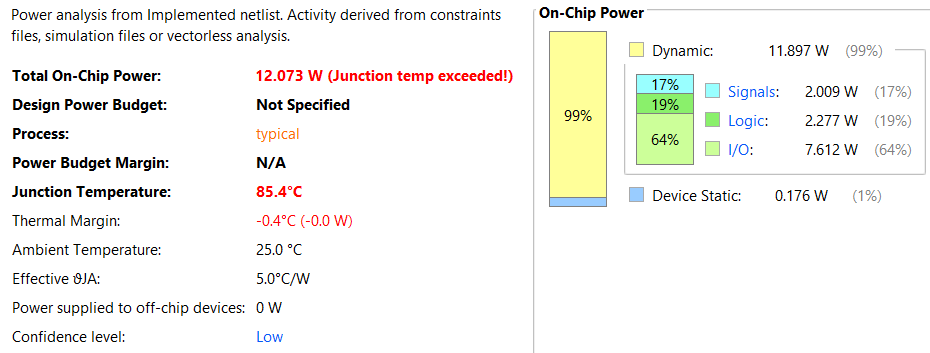 Power analysis from Implemented netlist. Activity derived from constraints
files, simulation files or vectorless analysis.
Total On-Chip Power: 12.073 W (Junction temp exceeded!)
Design Power Budget: Not Specified
Process: typical
Power Budget Margin: N/A
Junction Temperature: 85.4°C
Thermal Margin: -0.4°C (-0.0 W)
Ambient Temperature: 25.0 °C
Effective ϑJA: 5.0°C/W
Power supplied to off-chip devices: 0 W
Confidence level: Low
On-Chip Power
99%
Dynamic: 11.897 W (99%)
17%
19%
64%
Signals: 2.009 W (17%)
Logic: 2.277 W (19%)
I/O: 7.612 W (64%)
Device Static: 0.176 W (1%)